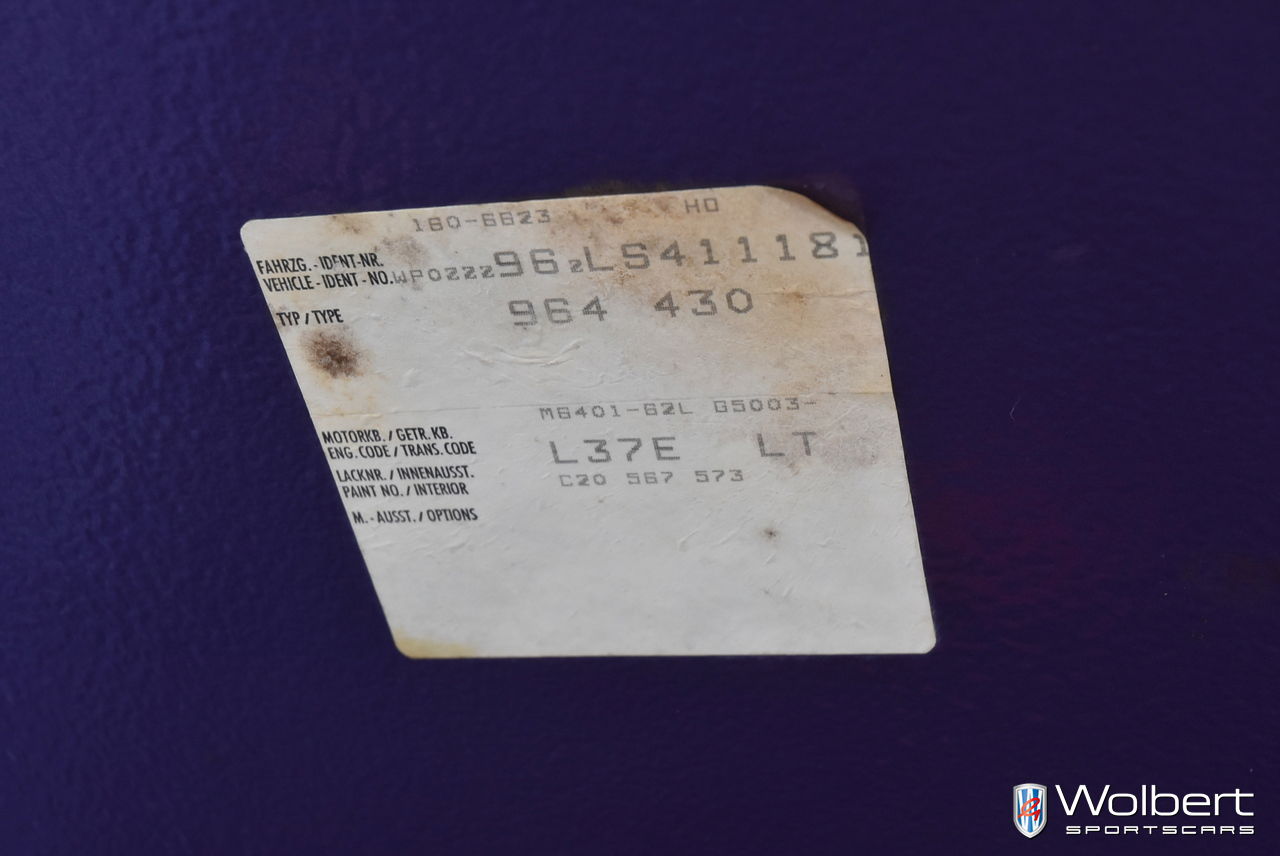 180-6823 HO
FAHRZG.-IDENT-NR.
VEHICLE-IDENT-NO. WP0ZZZ96ZLS411181
TYP/TYPE 964 430
M6401-62L G5003-
MOTORKB./GETR.KB.
ENG.CODE/TRANS.CODE L37E LT
LACKNR./INNENAUSST.
PAINT NO./INTERIOR C20 567 573
M.-AUSST./OPTIONS
Wolbert
SPORTSCARS